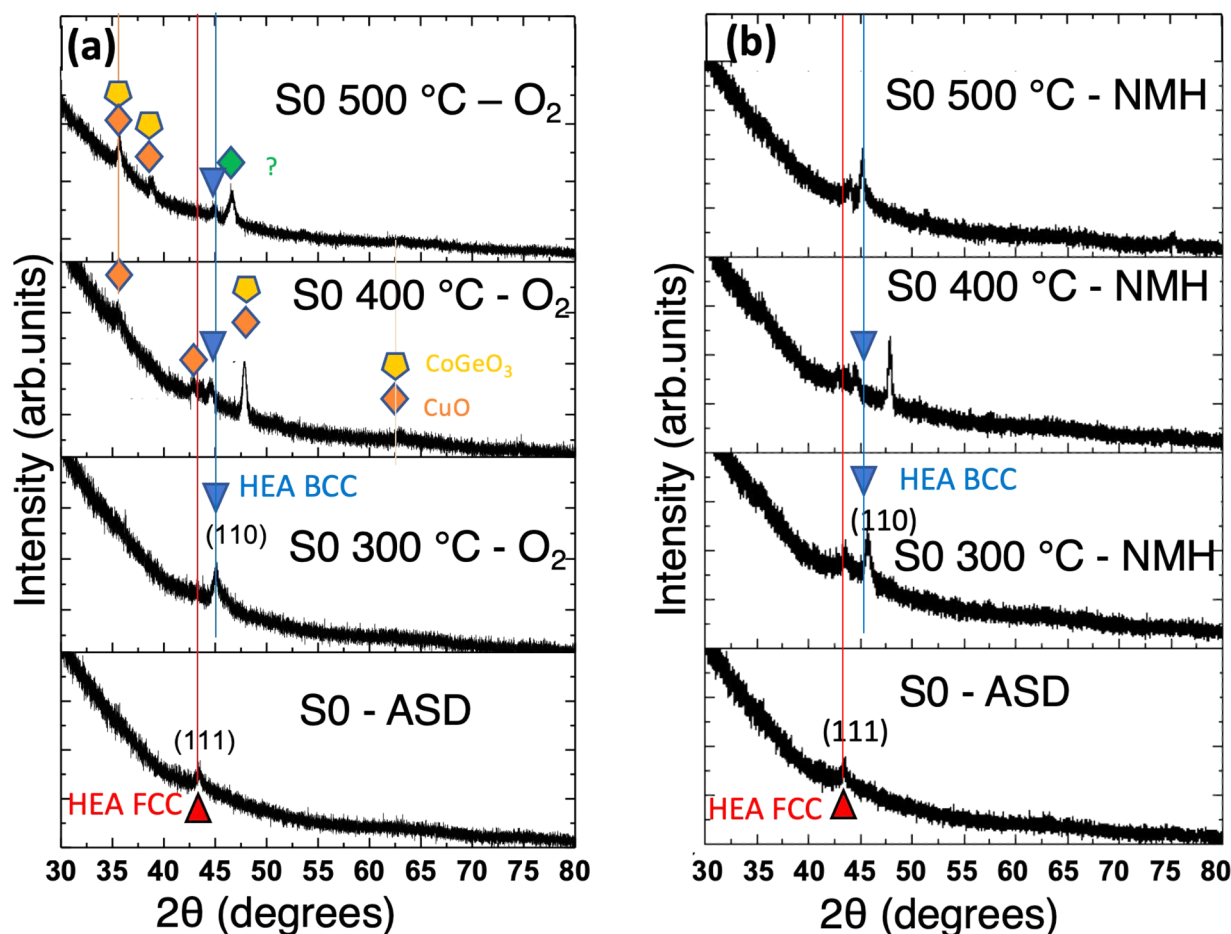 (a)
S0 500 °C – O₂
?
S0 400 °C - O₂
CoGeO₃
CuO
HEA BCC
(110)
S0 300 °C - O₂
S0 - ASD
(111)
HEA FCC
30 35 40 45 50 55 60 65 70 75 80
2θ (degrees)
Intensity (arb.units)
(b)
S0 500 °C - NMH
S0 400 °C - NMH
HEA BCC
(110)
S0 300 °C - NMH
S0 - ASD
(111)
HEA FCC
30 35 40 45 50 55 60 65 70 75 80
2θ (degrees)
Intensity (arb.units)